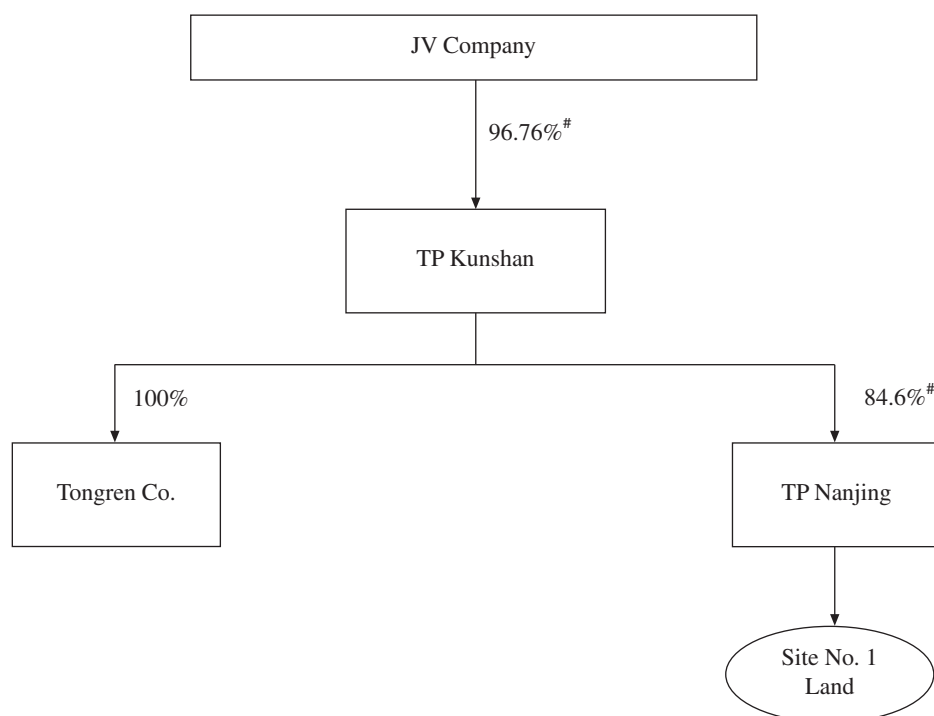 JV Company
96.76%#
TP Kunshan
100%
84.6%#
Tongren Co.
TP Nanjing
Site No. 1
Land